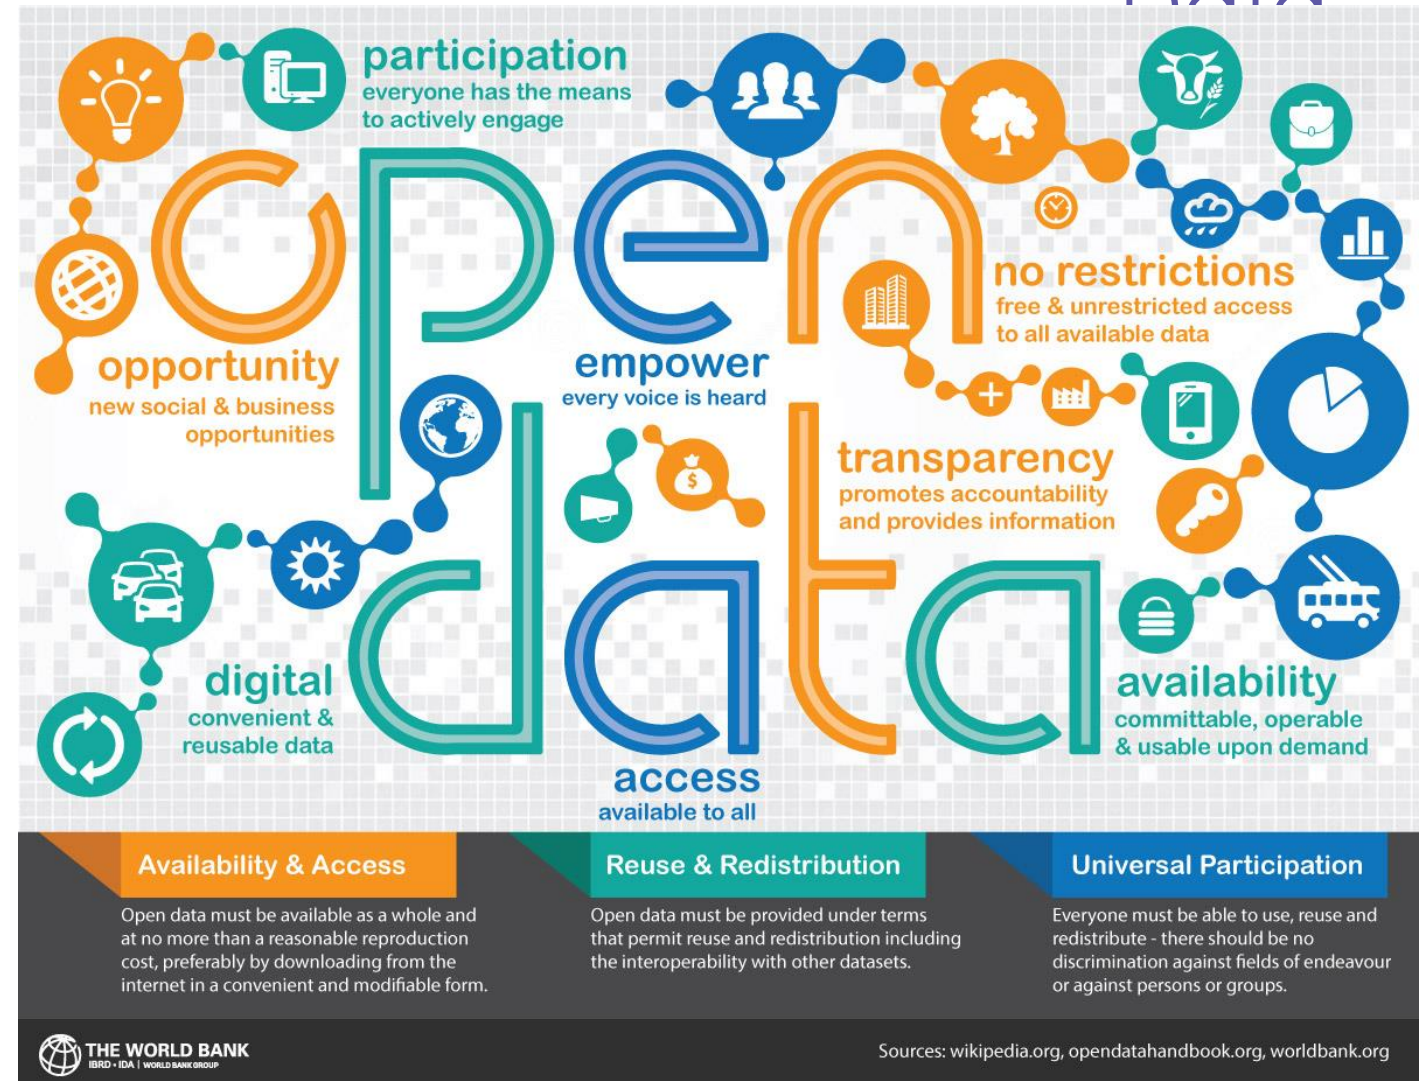 Data
participation
everyone has the means
to actively engage
open
no restrictions
free & unrestricted access
to all available data
opportunity
new social & business
opportunities
empower
every voice is heard
transparency
promotes accountability
and provides information
$
data
digital
convenient &
reusable data
availability
committable, operable
& usable upon demand
access
available to all
Availability & Access
Open data must be available as a whole and
at no more than a reasonable reproduction
cost, preferably by downloading from the
internet in a convenient and modifiable form.
Reuse & Redistribution
Open data must be provided under terms
that permit reuse and redistribution including
the interoperability with other datasets.
Universal Participation
Everyone must be able to use, reuse and
redistribute - there should be no
discrimination against fields of endeavour
or against persons or groups.
THE WORLD BANK
IBRD • IDA | WORLD BANK GROUP
Sources: wikipedia.org, opendatahandbook.org, worldbank.org